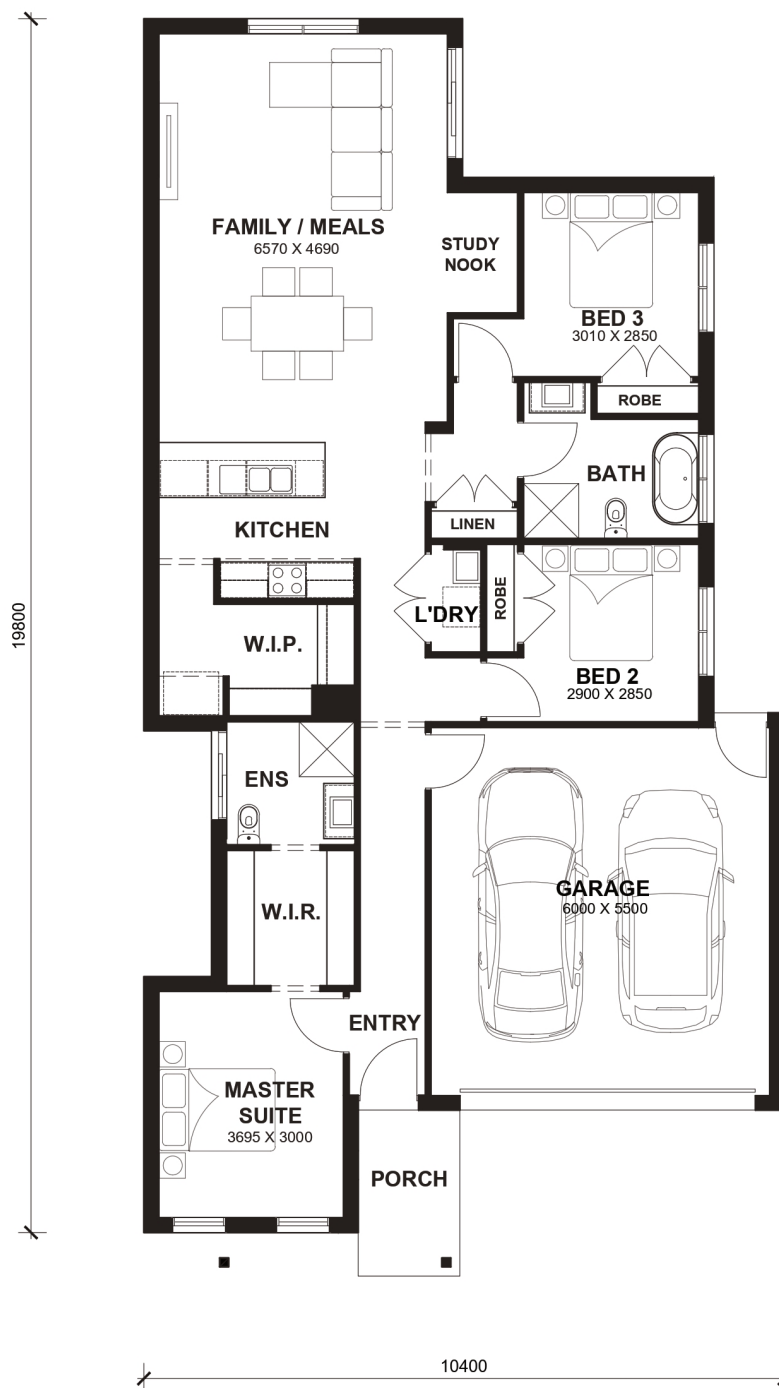 FAMILY / MEALS
6570 X 4690
STUDY
NOOK
BED 3
3010 X 2850
ROBE
BATH
KITCHEN
LINEN
19800
L'DRY
ROBE
W.I.P.
BED 2
2900 X 2850
ENS
GARAGE
6000 X 5500
W.I.R.
ENTRY
MASTER
SUITE
3695 X 3000
PORCH
10400